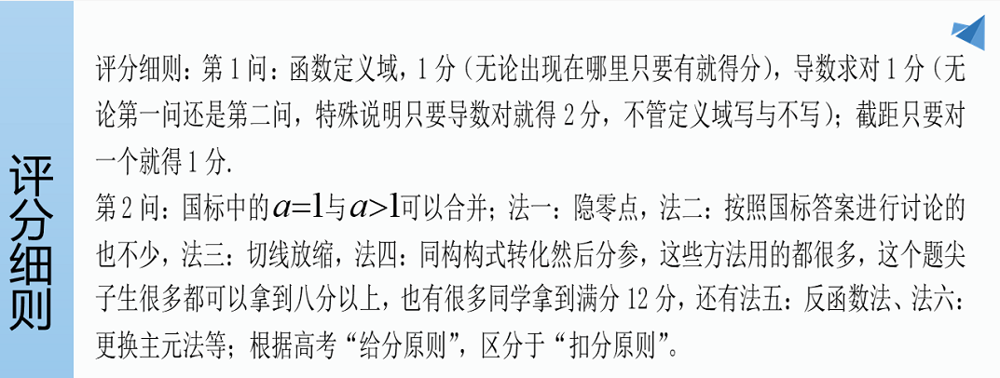 评分细则
评分细则：第1问：函数定义域，1分（无论出现在哪里只要有就得分），导数求对1分（无
论第一问还是第二问，特殊说明只要导数对就得2分，不管定义域写与不写）；截距只要对
一个就得1分.
第2问：国标中的a=1与a>1可以合并；法一：隐零点，法二：按照国标答案进行讨论的
也不少，法三：切线放缩，法四：同构构式转化然后分参，这些方法用的都很多，这个题尖
子生很多都可以拿到八分以上，也有很多同学拿到满分12分，还有法五：反函数法、法六：
更换主元法等；根据高考“给分原则”，区分于“扣分原则”。